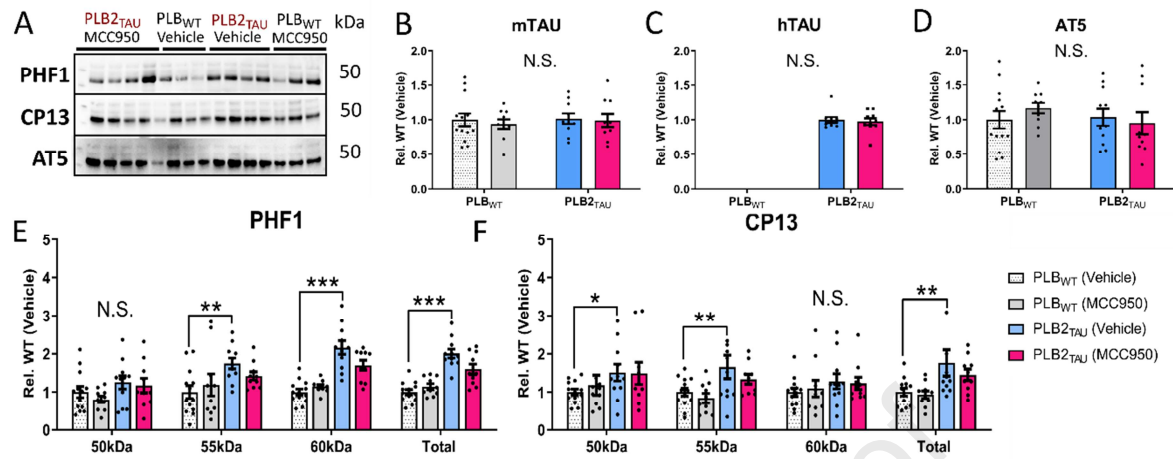 A
PLB2TAU MCC950
PLBWT Vehicle
PLB2TAU Vehicle
PLBWT MCC950
kDa
PHF1
50
CP13
50
AT5
50
B
mTAU
N.S.
Rel. WT (Vehicle)
2.0
1.5
1.0
0.5
0.0
PLBWT
PLB2TAU
C
hTAU
N.S.
Rel. WT (Vehicle)
2.0
1.5
1.0
0.5
0.0
PLBWT
PLB2TAU
D
AT5
N.S.
Rel. WT (Vehicle)
2.0
1.5
1.0
0.5
0.0
PLBWT
PLB2TAU
E
PHF1
Rel. WT (Vehicle)
5
4
3
2
1
0
N.S.
**
***
***
50kDa
55kDa
60kDa
Total
F
CP13
Rel. WT (Vehicle)
5
4
3
2
1
0
*
**
N.S.
**
50kDa
55kDa
60kDa
Total
PLBWT (Vehicle)
PLBWT (MCC950)
PLB2TAU (Vehicle)
PLB2TAU (MCC950)